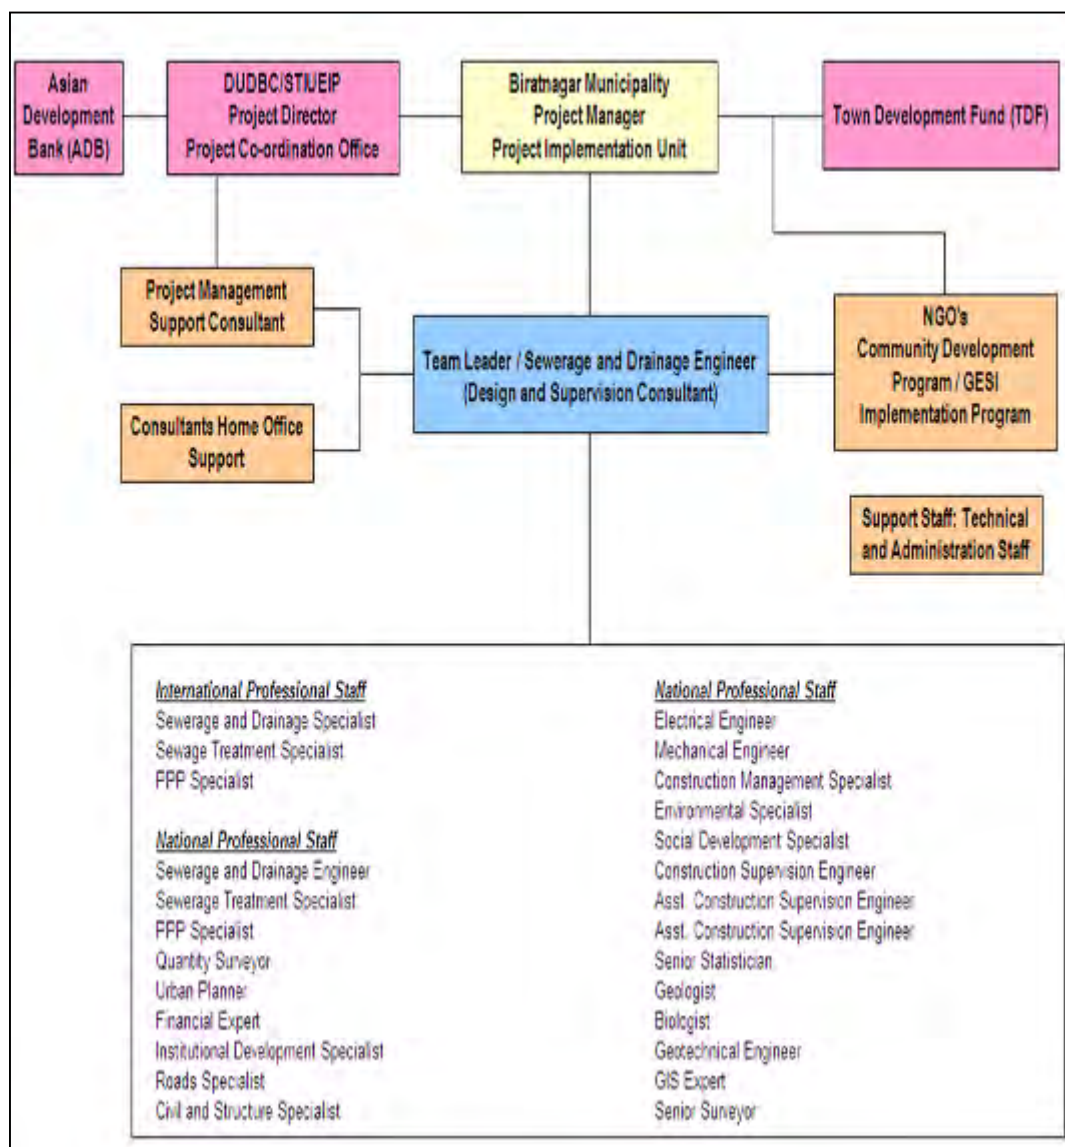 Asian
Development
Bank (ADB)
DUDBC/STIUEIP
Project Director
Project Co-ordination Office
Biratnagar Municipality
Project Manager
Project Implementation Unit
Town Development Fund (TDF)
Project Management
Support Consultant
Consultants Home Office
Support
Team Leader / Sewerage and Drainage Engineer
(Design and Supervision Consultant)
NGO's
Community Development
Program / GESI
Implementation Program
Support Staff: Technical
and Administration Staff
International Professional Staff
Sewerage and Drainage Specialist
Sewage Treatment Specialist
PPP Specialist
National Professional Staff
Sewerage and Drainage Engineer
Sewerage Treatment Specialist
PPP Specialist
Quantity Surveyor
Urban Planner
Financial Expert
Institutional Development Specialist
Roads Specialist
Civil and Structure Specialist
National Professional Staff
Electrical Engineer
Mechanical Engineer
Construction Management Specialist
Environmental Specialist
Social Development Specialist
Construction Supervision Engineer
Asst. Construction Supervision Engineer
Asst. Construction Supervision Engineer
Senior Statistician
Geologist
Biologist
Geotechnical Engineer
GIS Expert
Senior Surveyor